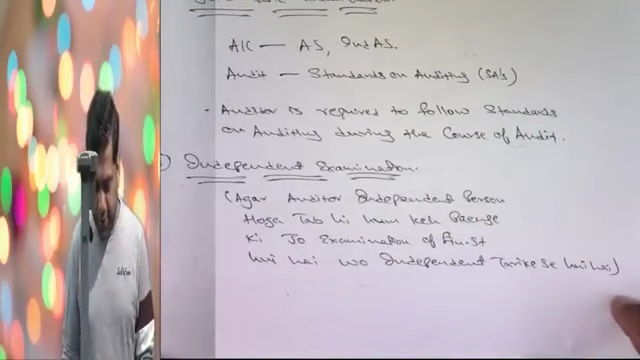 A/C — AS, Ind AS.
Audit — Standards on Auditing (SA's)
• Auditor is required to follow Standards
on Auditing during the Course of Audit.
) Independent Examination.
(Agar Auditor Independent Person
Hoga Tab hi hum keh Paenge
Ki Jo Examination of Fin. St
hui hai wo Independent Tarike se hui hai)